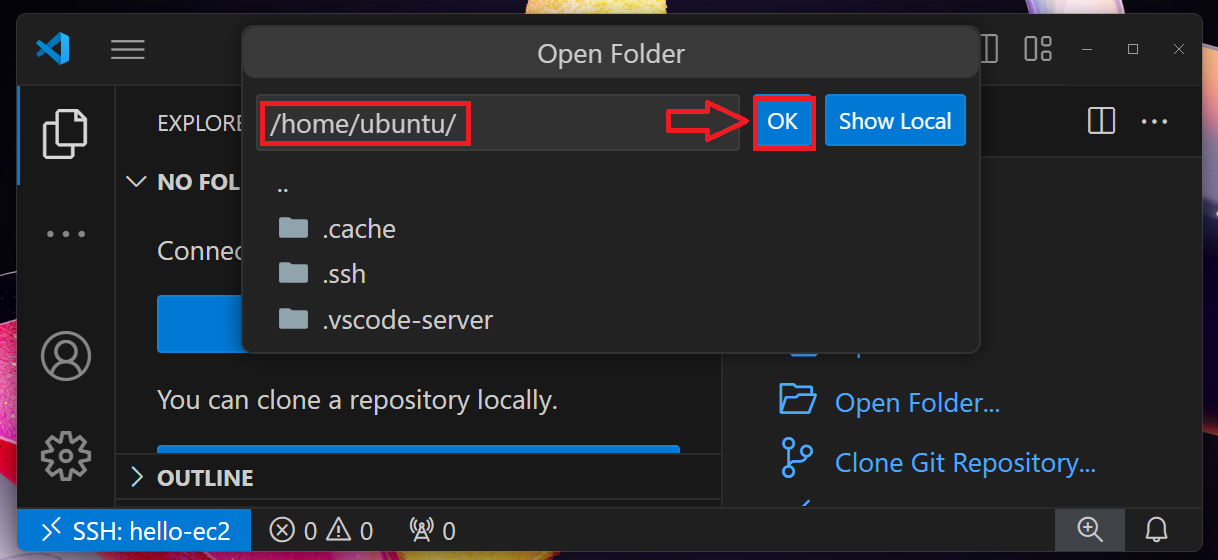 Open Folder
/home/ubuntu/
OK
Show Local
EXPLORE
..
NO FOL
.cache
Connec
.ssh
.vscode-server
You can clone a repository locally.
Open Folder...
Clone Git Repository...
OUTLINE
SSH: hello-ec2
0
0
0